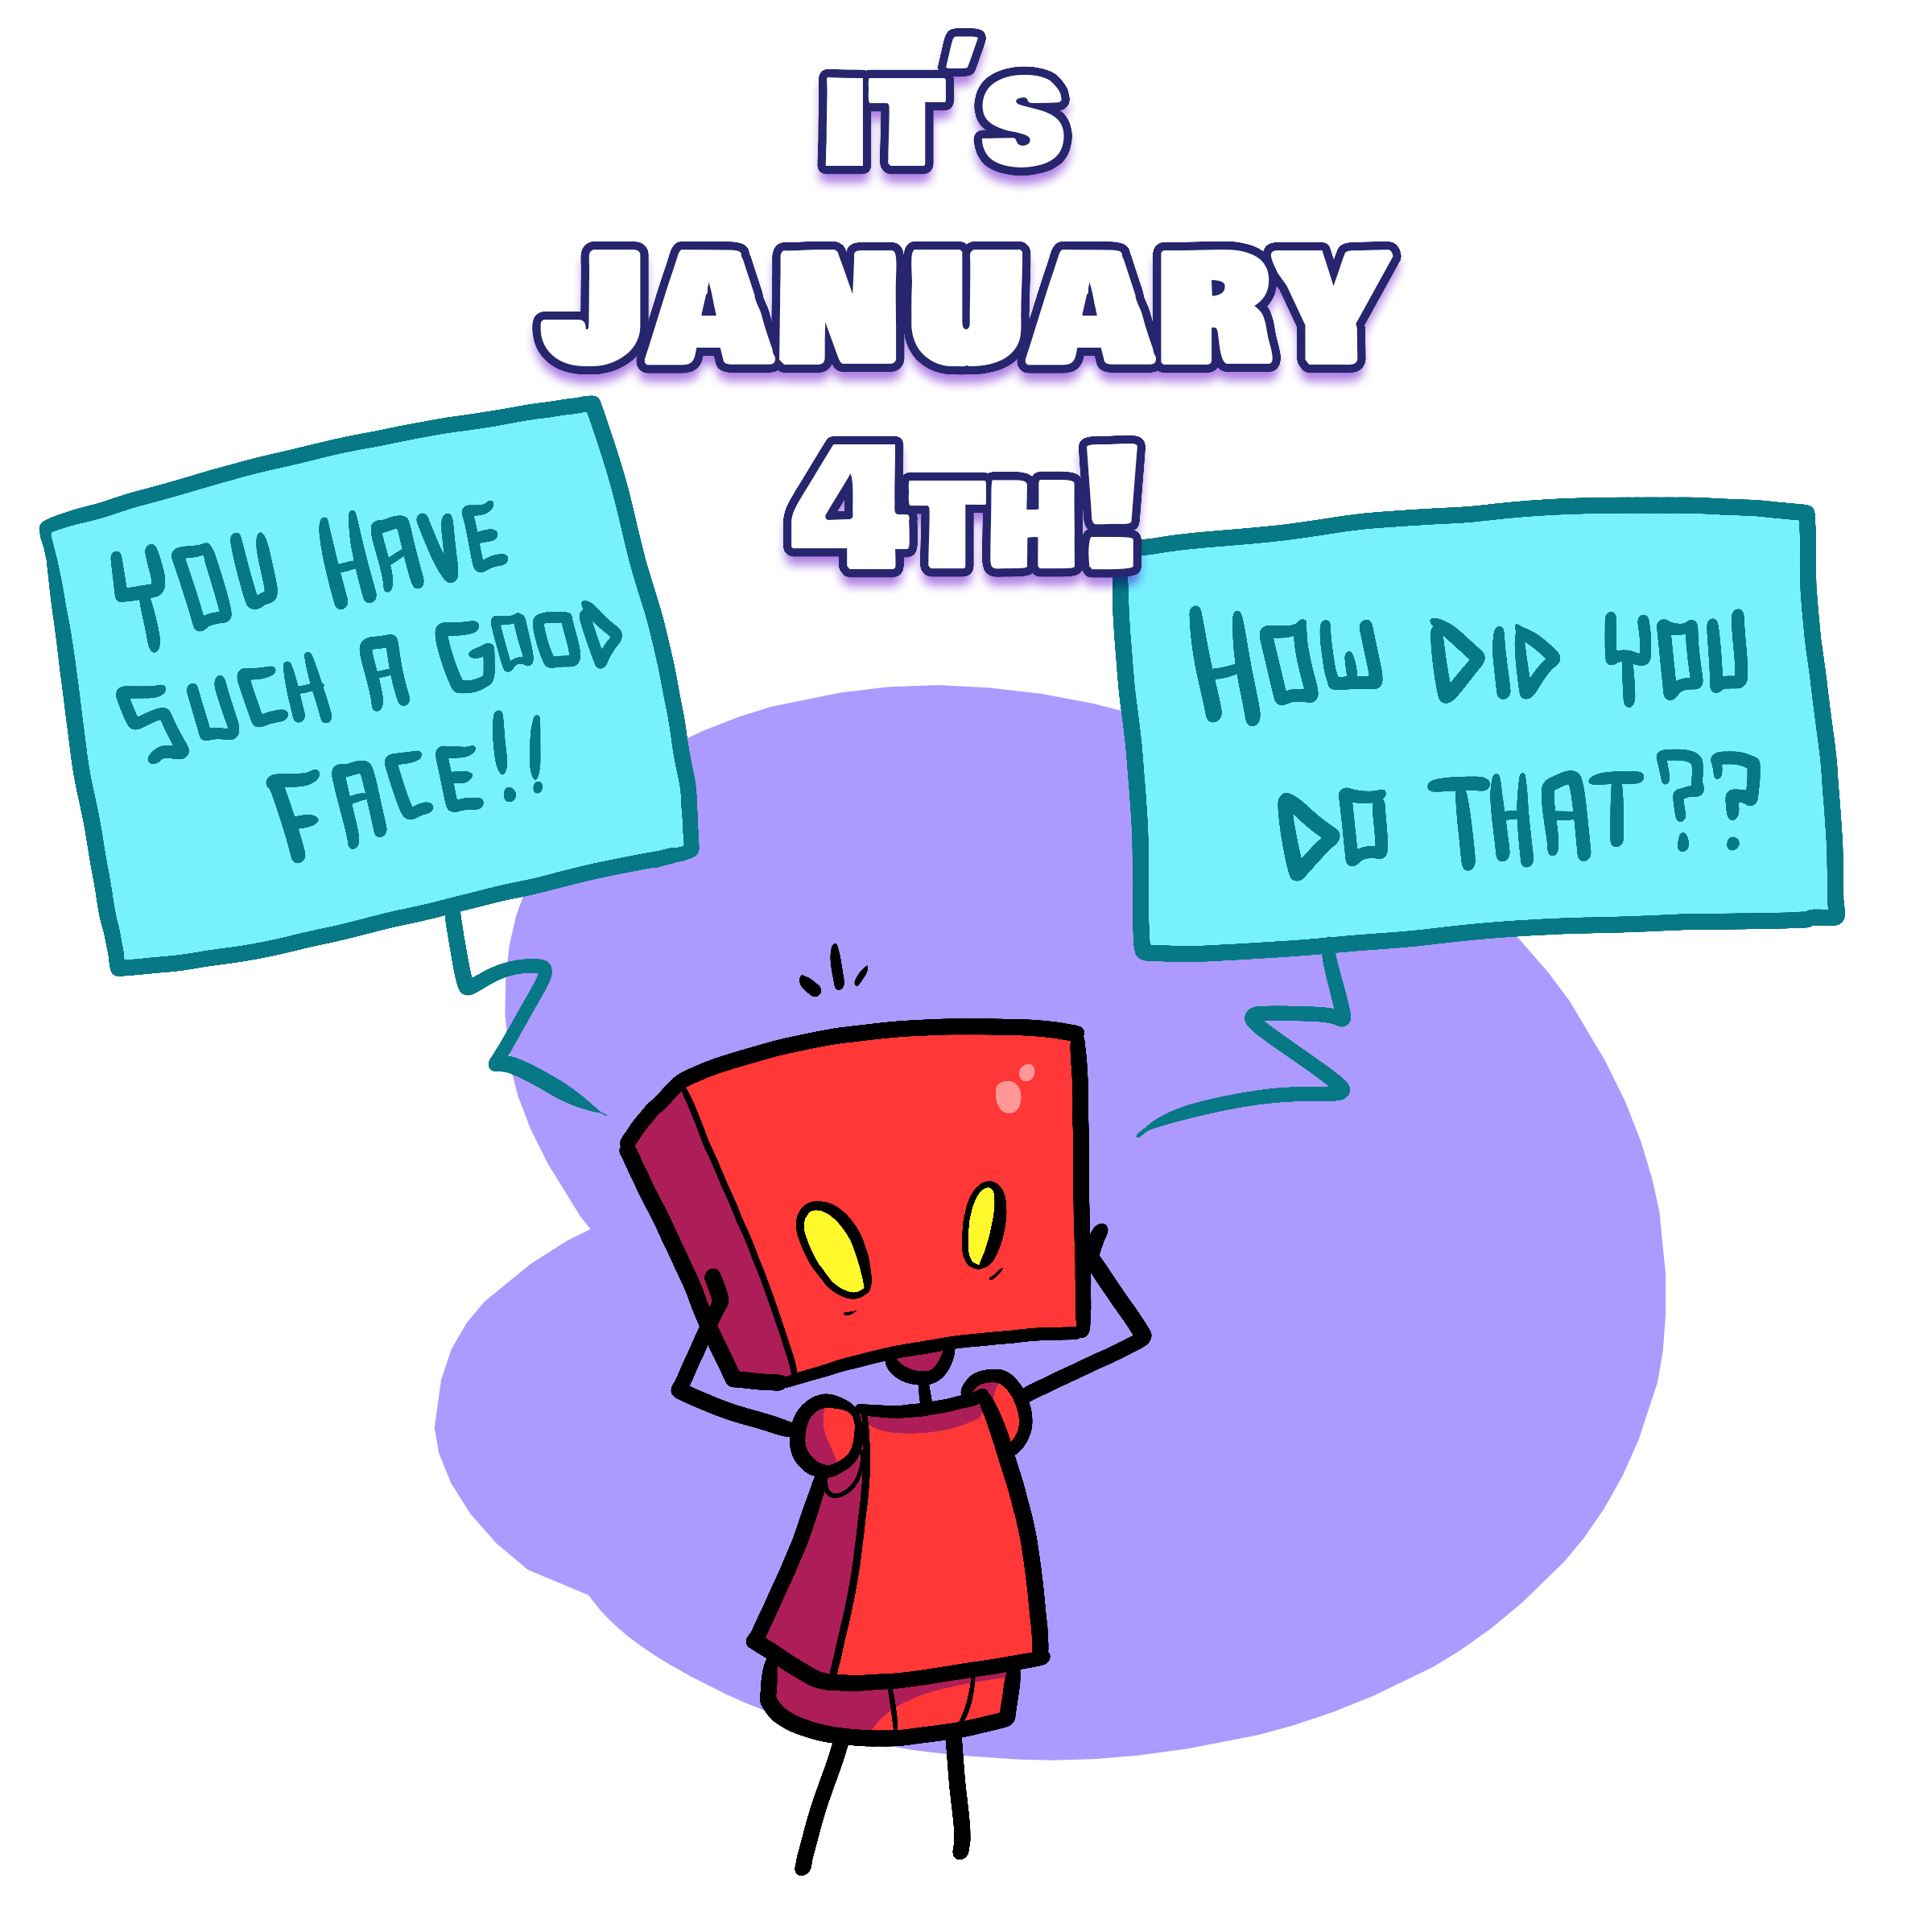 IT'S
JANUARY
4TH!
YOU HAVE
SUCH A GOOD
FACE!!
HOW DID YOU
DO THAT??